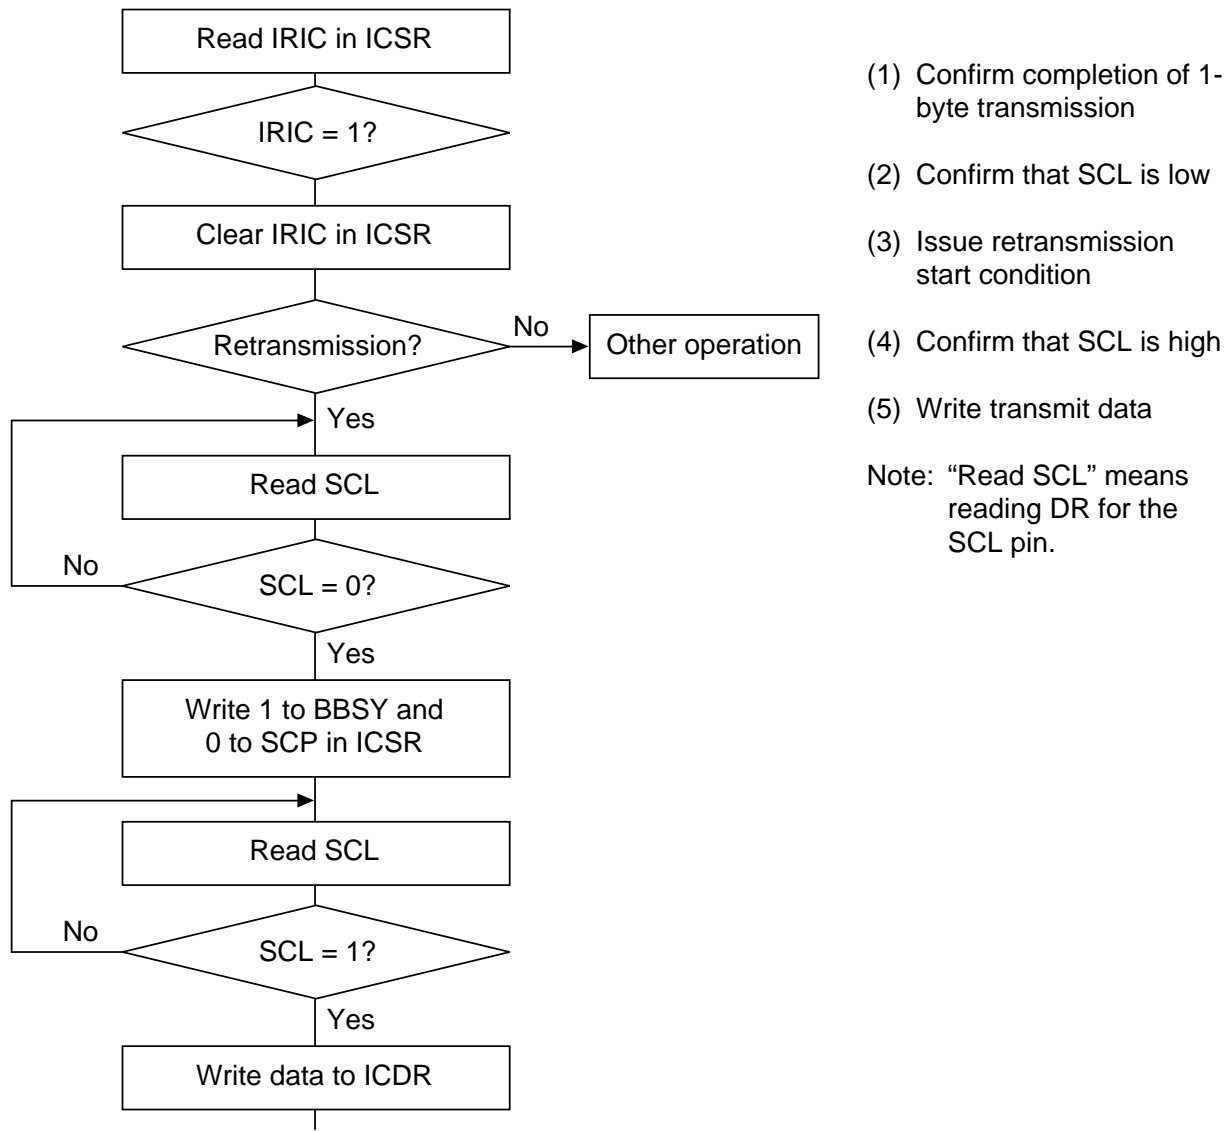 Read IRIC in ICSR
IRIC = 1?
Clear IRIC in ICSR
Retransmission?
No
Other operation
Yes
Read SCL
No
SCL = 0?
Yes
Write 1 to BBSY and
0 to SCP in ICSR
Read SCL
No
SCL = 1?
Yes
Write data to ICDR
(1) Confirm completion of 1-
byte transmission
(2) Confirm that SCL is low
(3) Issue retransmission
start condition
(4) Confirm that SCL is high
(5) Write transmit data
Note: “Read SCL” means
reading DR for the
SCL pin.